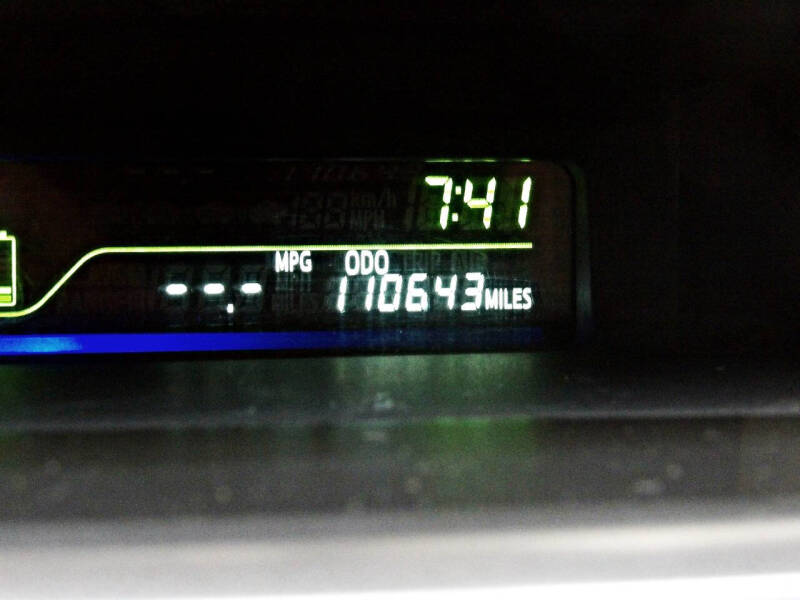 7:41
MPG ODO
--.- 110643 MILES